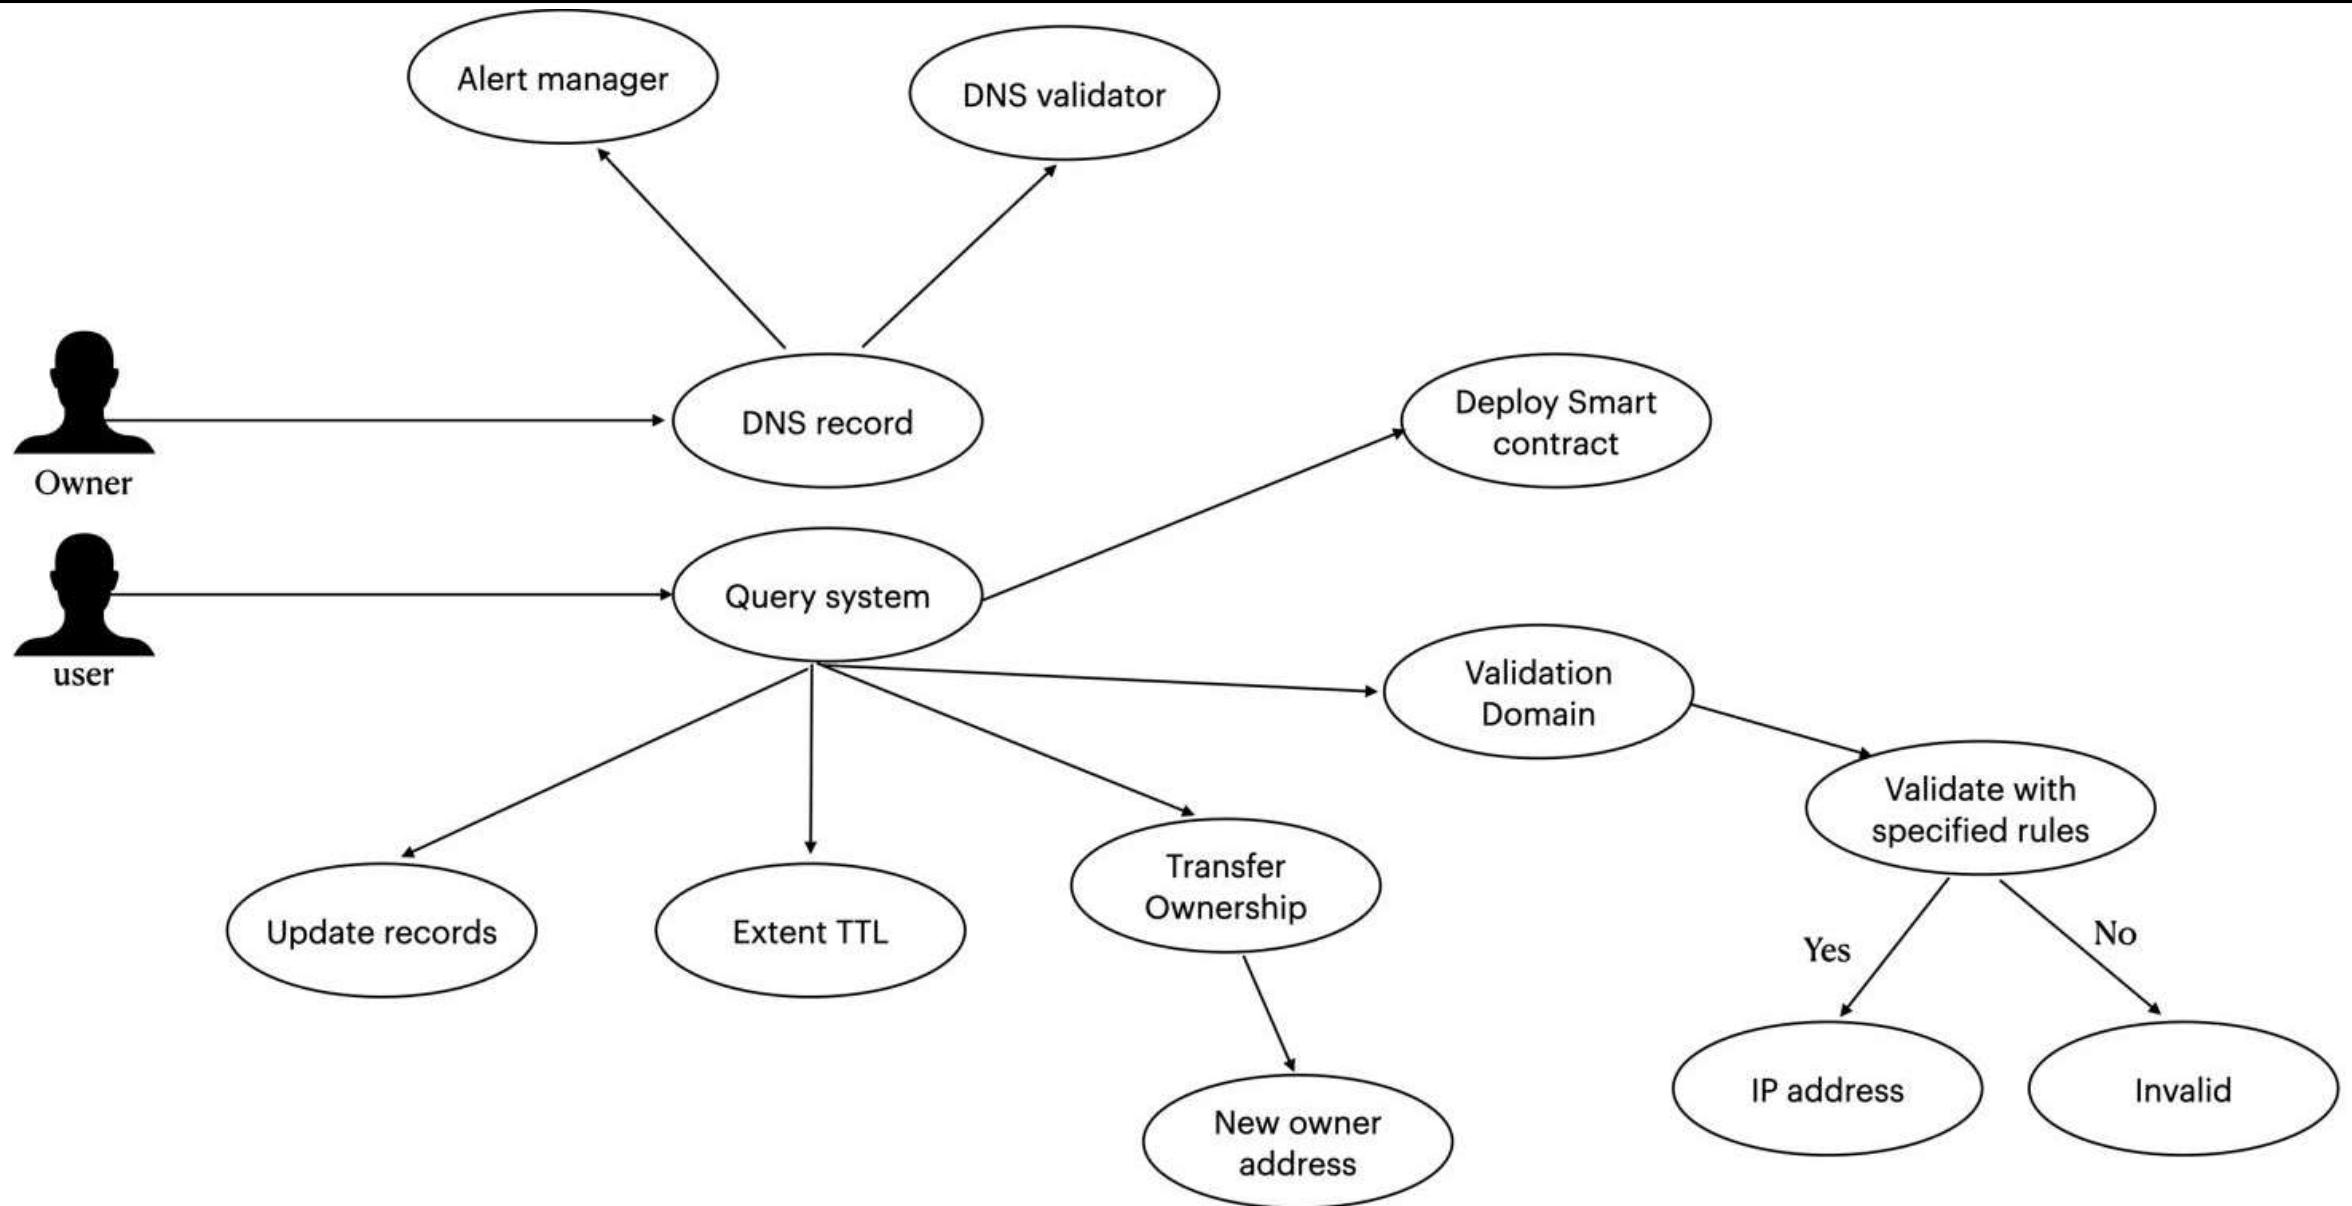 Alert manager
DNS validator
DNS record
Owner
Deploy Smart
contract
Query system
user
Validation
Domain
Validate with
specified rules
Update records
Extent TTL
Transfer
Ownership
Yes
No
New owner
address
IP address
Invalid